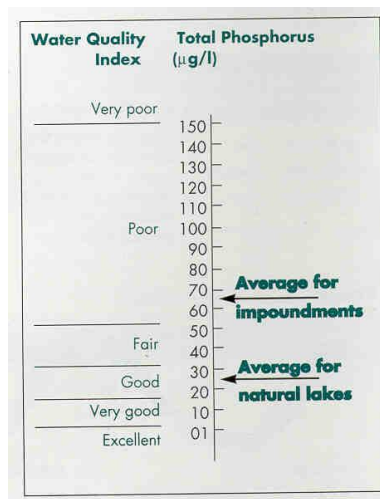 Water Quality Total Phosphorus
Index (µg/l)
Very poor
150
140
130
120
110
Poor 100
90
80
70 Average for
60 impoundments
50
Fair
40
30 Average for
Good
20 natural lakes
Very good 10
Excellent 01